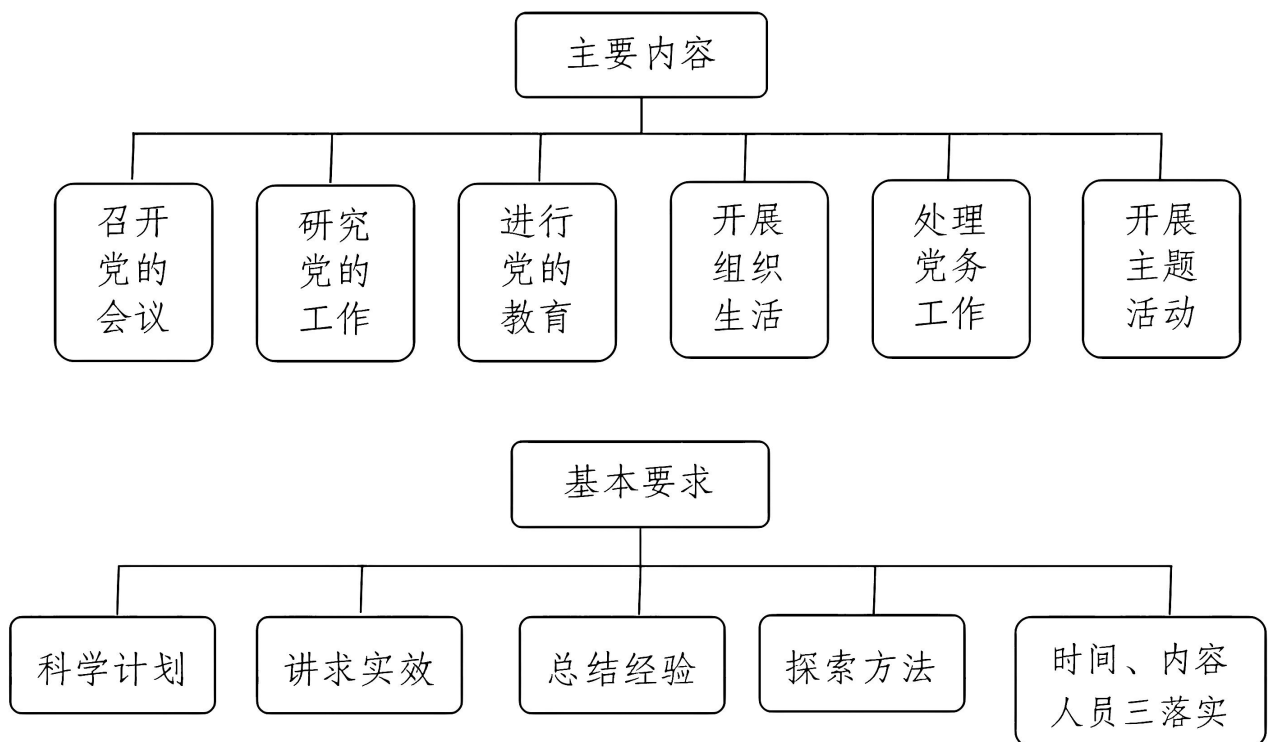 主要内容
召开
党的
会议
研究
党的
工作
进行
党的
教育
开展
组织
生活
处理
党务
工作
开展
主题
活动
基本要求
科学计划
讲求实效
总结经验
探索方法
时间、内容
人员三落实